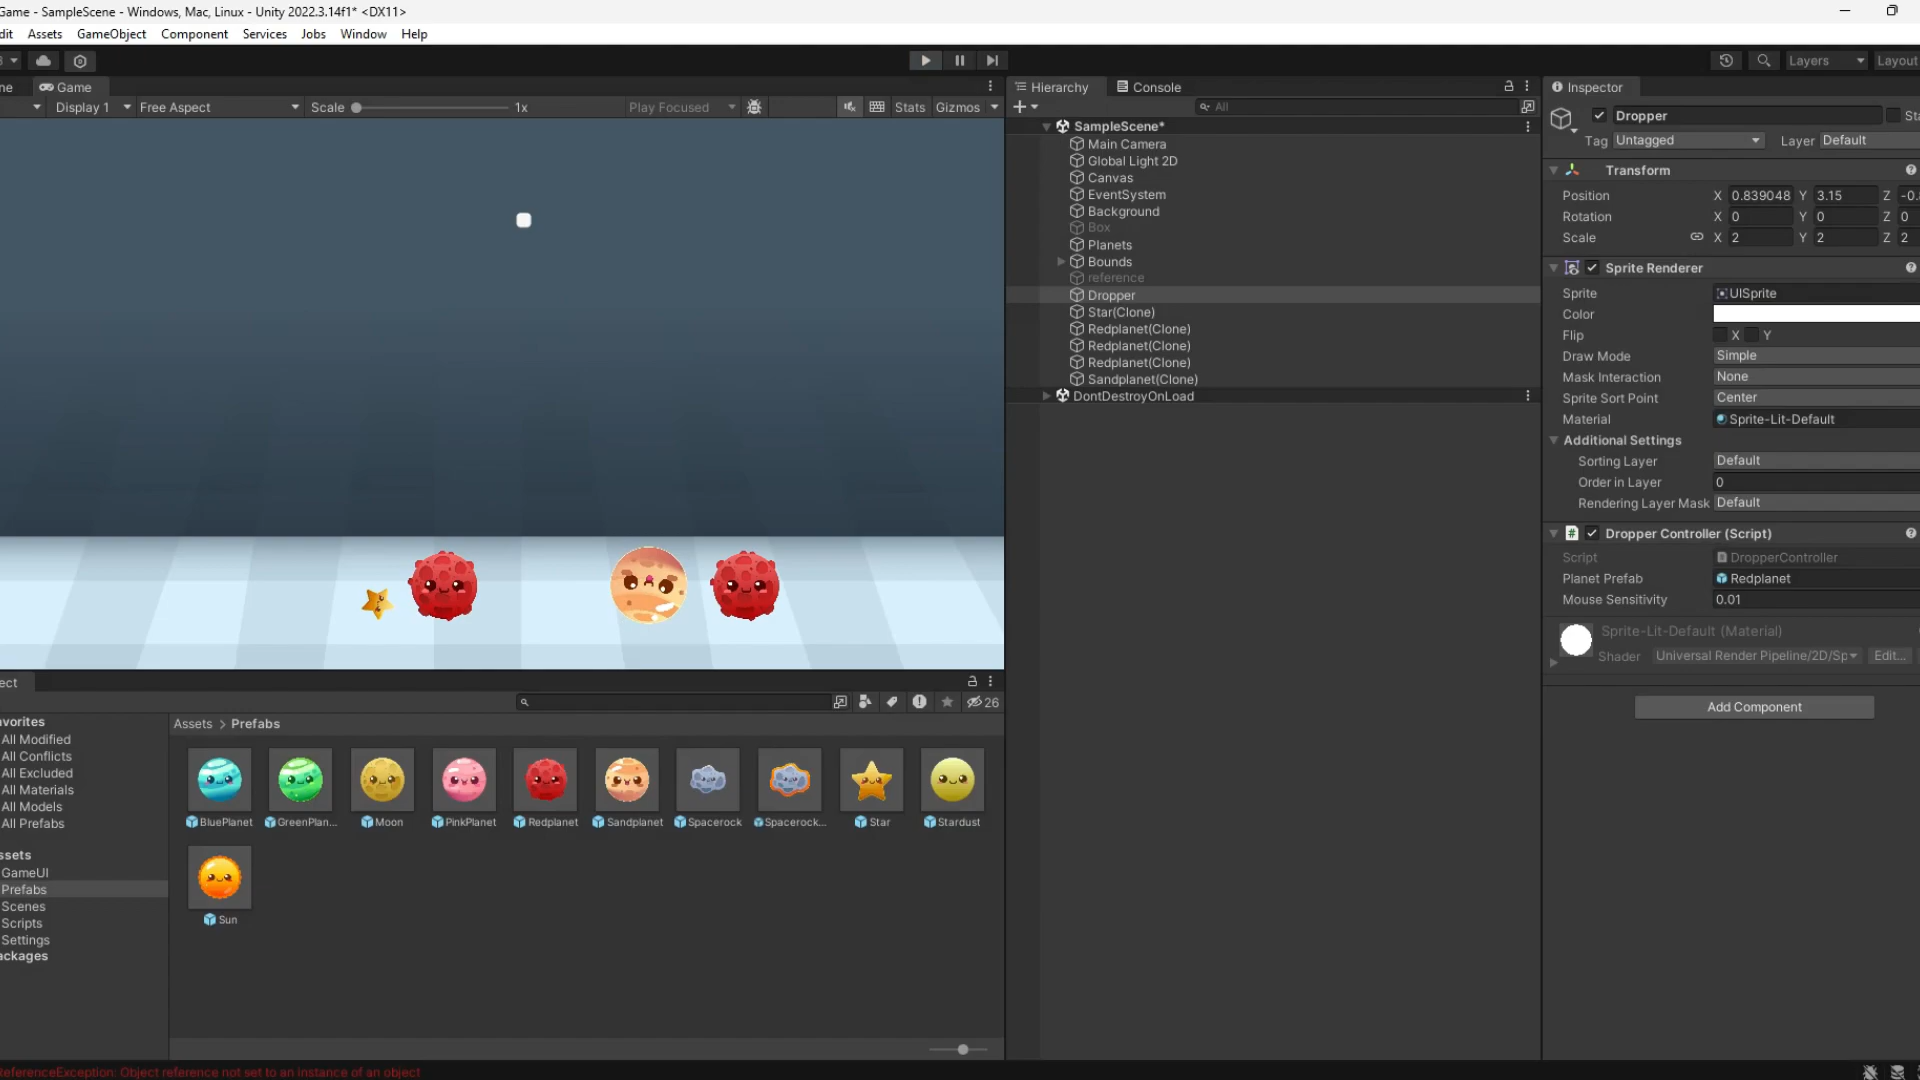 Game - SampleScene - Windows, Mac, Linux - Unity 2022.3.14f1* <DX11>
dit Assets GameObject Component Services Jobs Window Help
Layers Layout
ne Game
Display 1 Free Aspect Scale 1x Play Focused Stats Gizmos
Hierarchy Console
All
SampleScene*
Main Camera
Global Light 2D
Canvas
EventSystem
Background
Box
Planets
Bounds
reference
Dropper
Star(Clone)
Redplanet(Clone)
Redplanet(Clone)
Redplanet(Clone)
Sandplanet(Clone)
DontDestroyOnLoad
Inspector
Dropper Sta
Tag Untagged Layer Default
Transform
Position X 0.839048 Y 3.15 Z -0.
Rotation X 0 Y 0 Z 0
Scale X 2 Y 2 Z 2
Sprite Renderer
Sprite UISprite
Color
Flip X Y
Draw Mode Simple
Mask Interaction None
Sprite Sort Point Center
Material Sprite-Lit-Default
Additional Settings
Sorting Layer Default
Order in Layer 0
Rendering Layer Mask Default
Dropper Controller (Script)
Script DropperController
Planet Prefab Redplanet
Mouse Sensitivity 0.01
Sprite-Lit-Default (Material)
Shader Universal Render Pipeline/2D/Sp Edit...
Add Component
ect
26
avorites
All Modified
All Conflicts
All Excluded
All Materials
All Models
All Prefabs
ssets
GameUI
Prefabs
Scenes
Scripts
Settings
ackages
Assets > Prefabs
BluePlanet GreenPlan... Moon PinkPlanet Redplanet Sandplanet Spacerock Spacerock... Star Stardust
Sun
ReferenceException: Object reference not set to an instance of an object